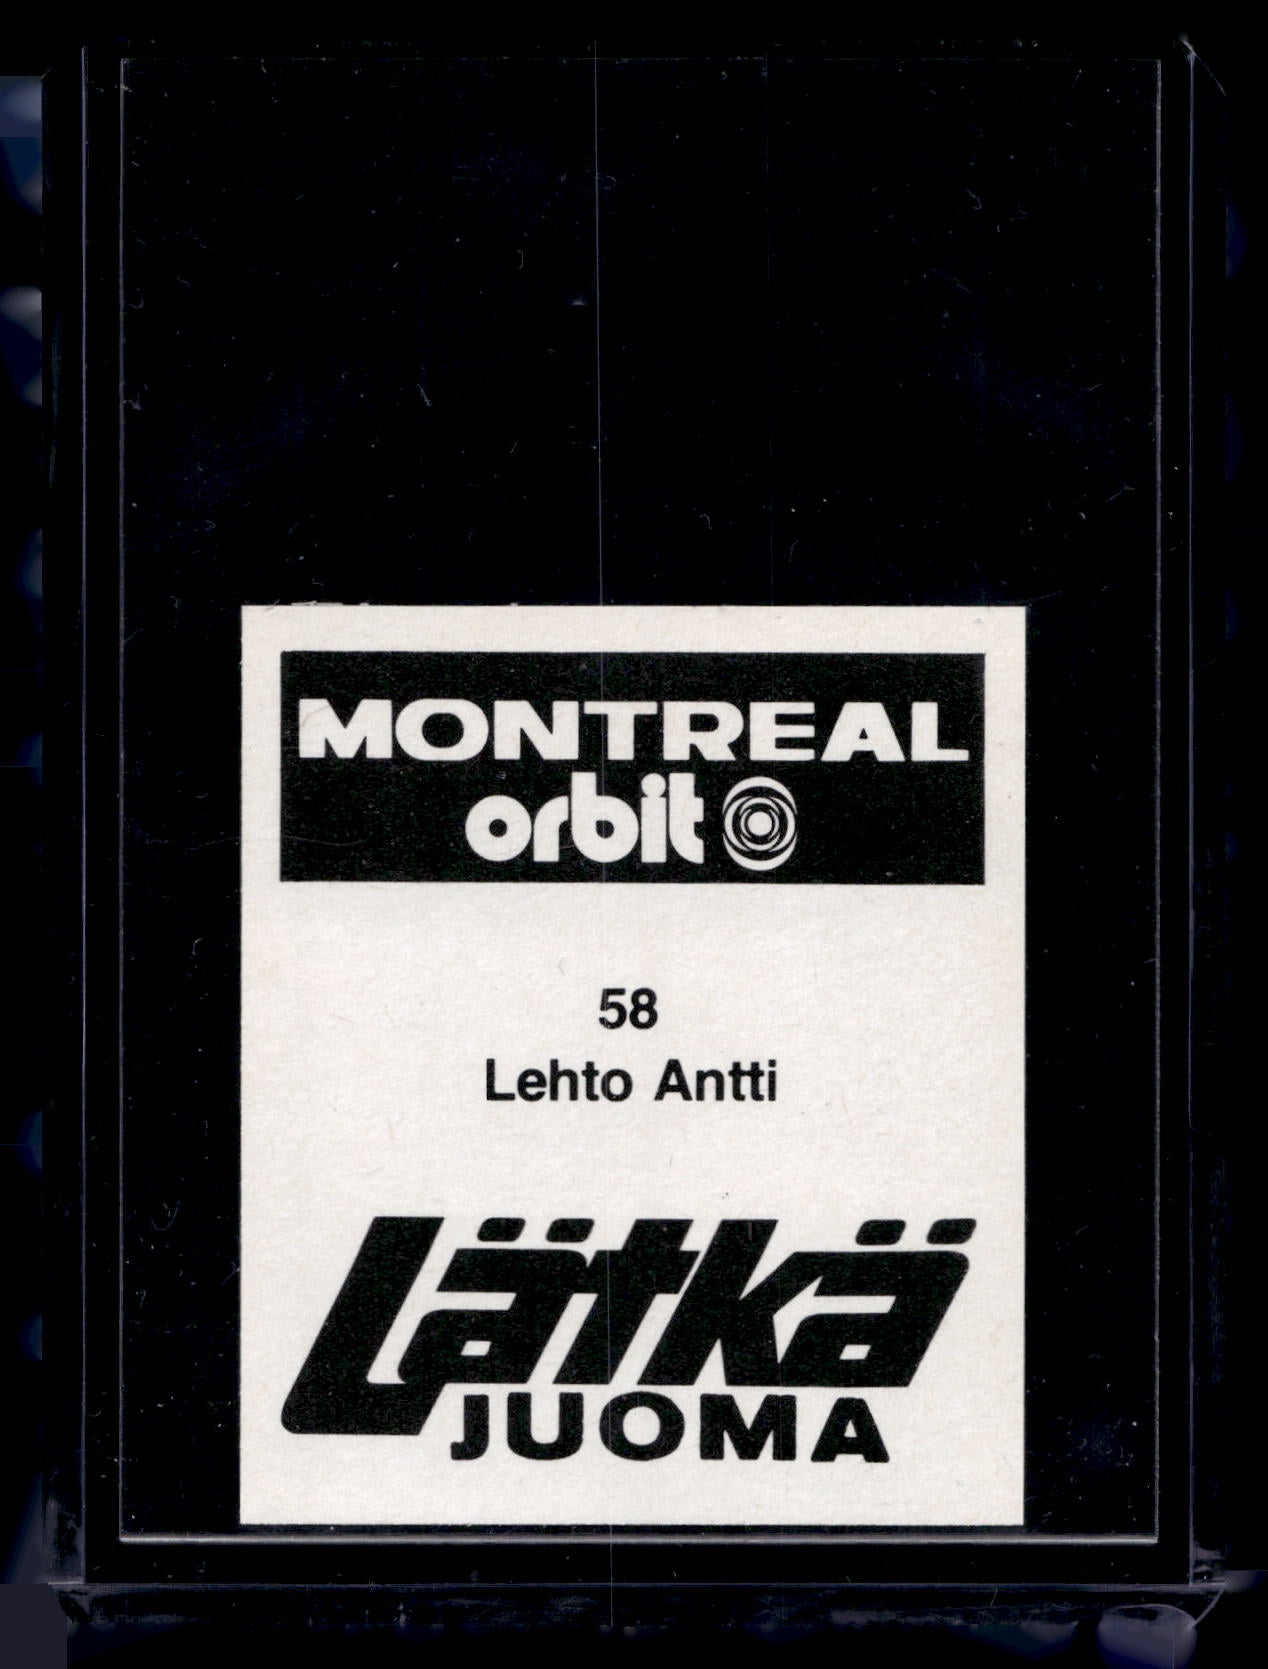 MONTREAL
orbit
58
Lehto Antti
Lätkä
JUOMA